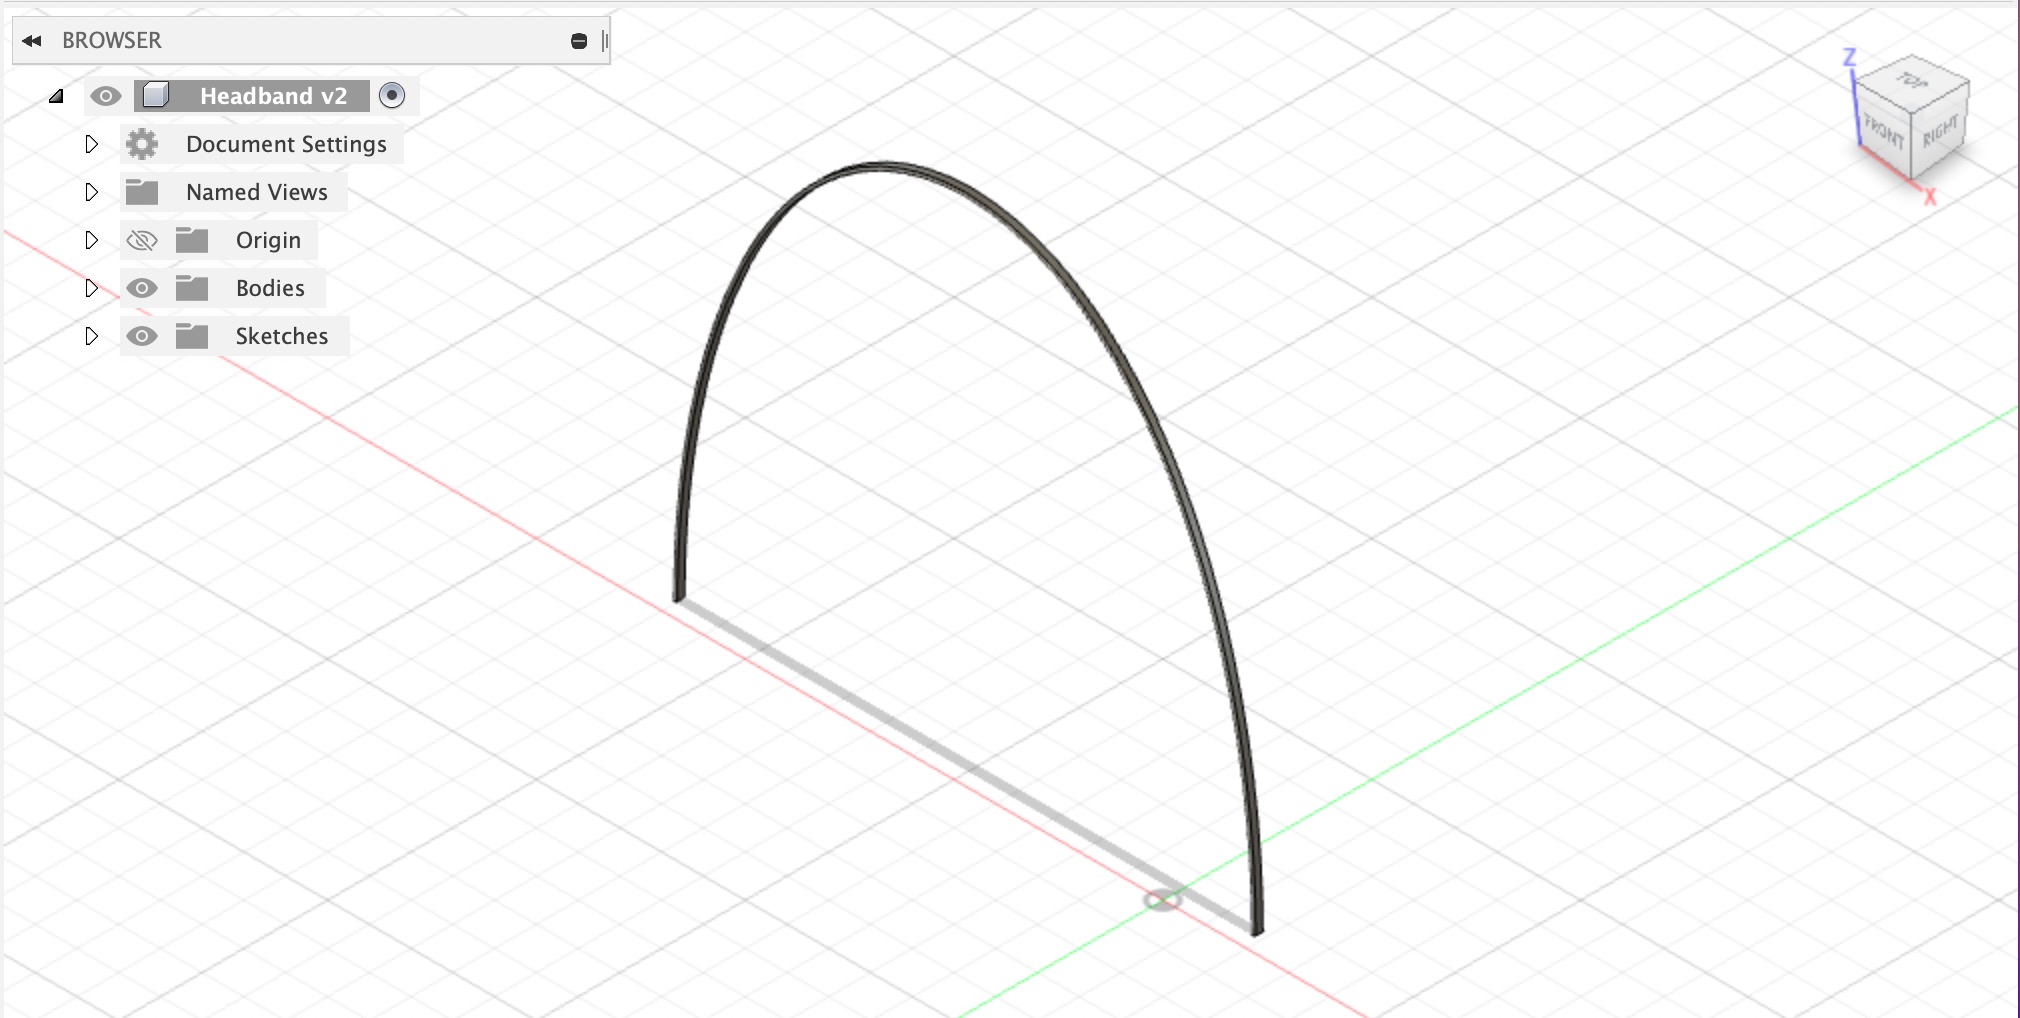 BROWSER
Headband v2
Document Settings
Named Views
Origin
Bodies
Sketches
Z
TOP
FRONT
RIGHT
X